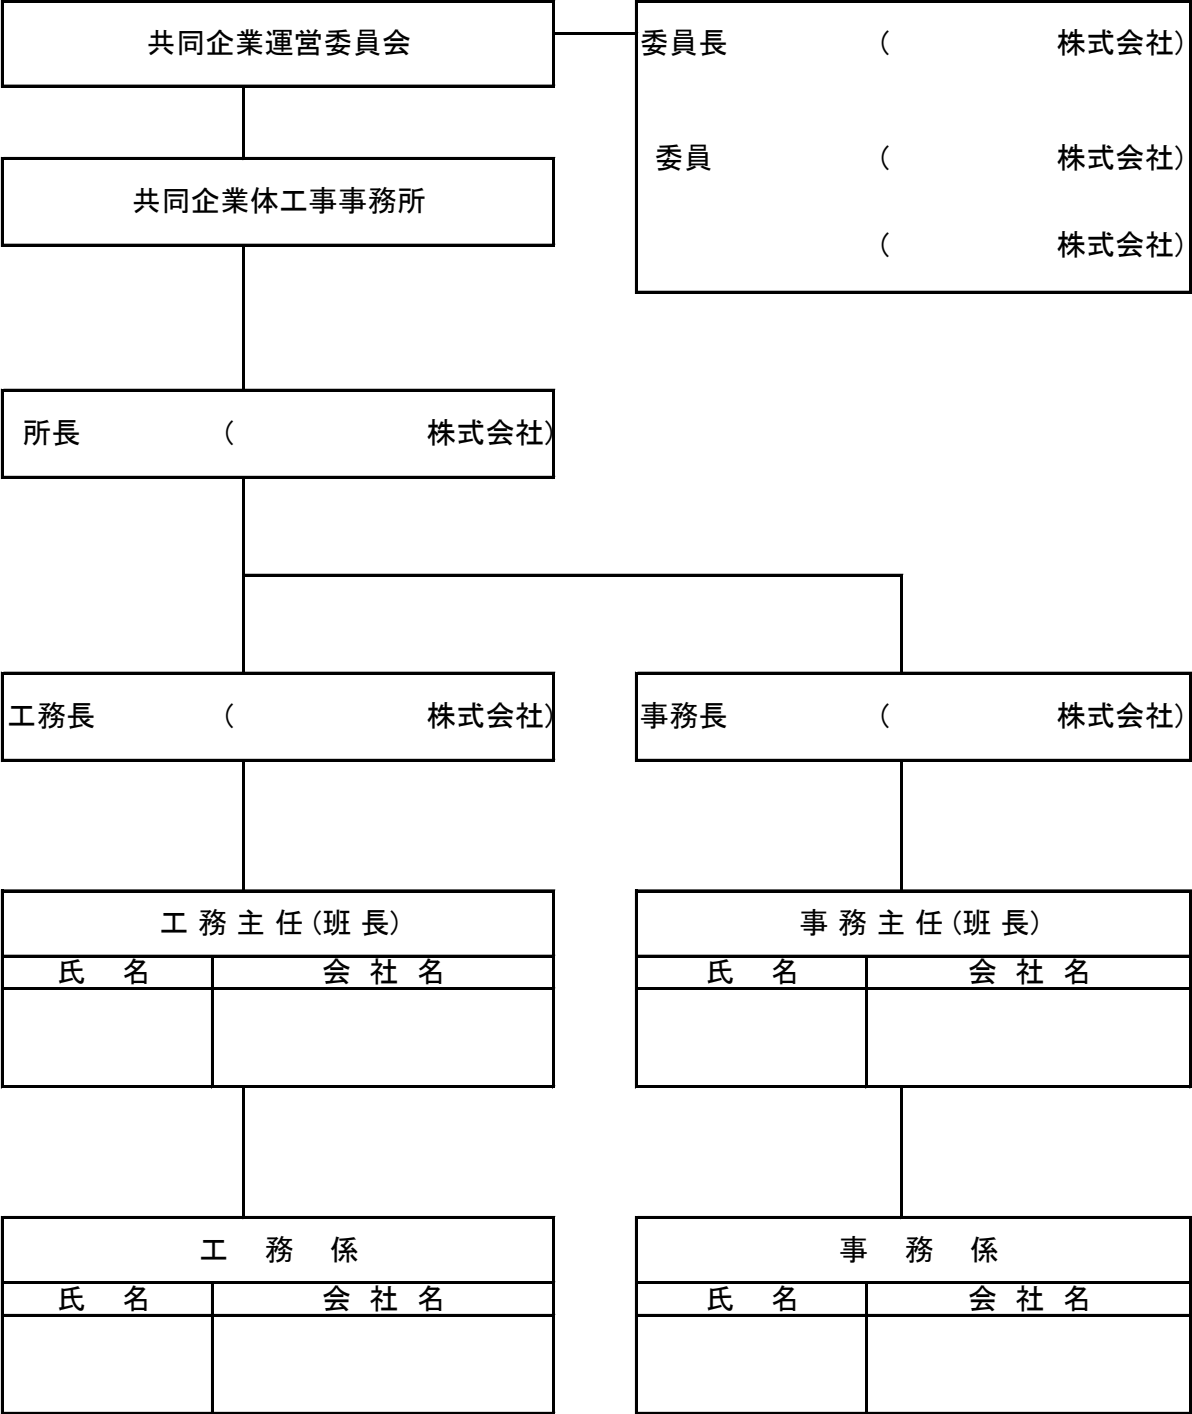 共同企業運営委員会
委員長 ( 株式会社)
委員 ( 株式会社)
( 株式会社)
共同企業体工事事務所
所長 ( 株式会社)
工務長 ( 株式会社)
事務長 ( 株式会社)
工 務 主 任 (班 長)
氏 名 会 社 名
事 務 主 任 (班 長)
氏 名 会 社 名
工 務 係
氏 名 会 社 名
事 務 係
氏 名 会 社 名